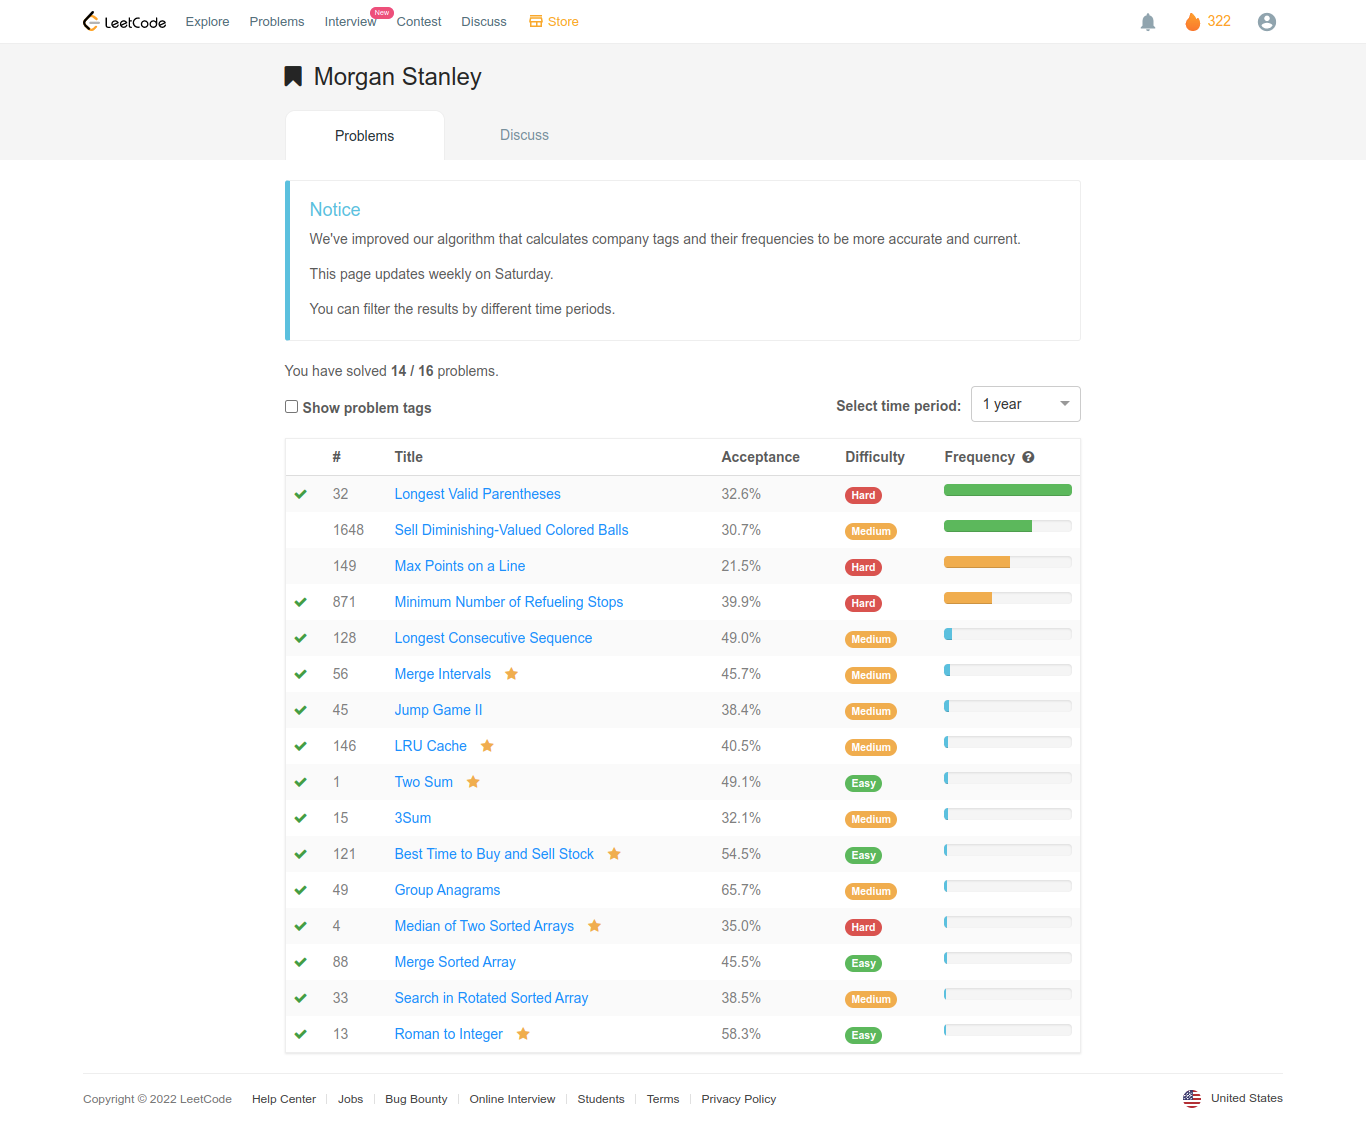 LeetCode Explore Problems Interview New Contest Discuss Store 322
Morgan Stanley
Problems Discuss
Notice
We've improved our algorithm that calculates company tags and their frequencies to be more accurate and current.
This page updates weekly on Saturday.
You can filter the results by different time periods.
You have solved 14 / 16 problems.
Show problem tags Select time period: 1 year
# Title Acceptance Difficulty Frequency ?
32 Longest Valid Parentheses 32.6% Hard
1648 Sell Diminishing-Valued Colored Balls 30.7% Medium
149 Max Points on a Line 21.5% Hard
871 Minimum Number of Refueling Stops 39.9% Hard
128 Longest Consecutive Sequence 49.0% Medium
56 Merge Intervals 45.7% Medium
45 Jump Game II 38.4% Medium
146 LRU Cache 40.5% Medium
1 Two Sum 49.1% Easy
15 3Sum 32.1% Medium
121 Best Time to Buy and Sell Stock 54.5% Easy
49 Group Anagrams 65.7% Medium
4 Median of Two Sorted Arrays 35.0% Hard
88 Merge Sorted Array 45.5% Easy
33 Search in Rotated Sorted Array 38.5% Medium
13 Roman to Integer 58.3% Easy
Copyright © 2022 LeetCode Help Center Jobs Bug Bounty Online Interview Students Terms Privacy Policy United States